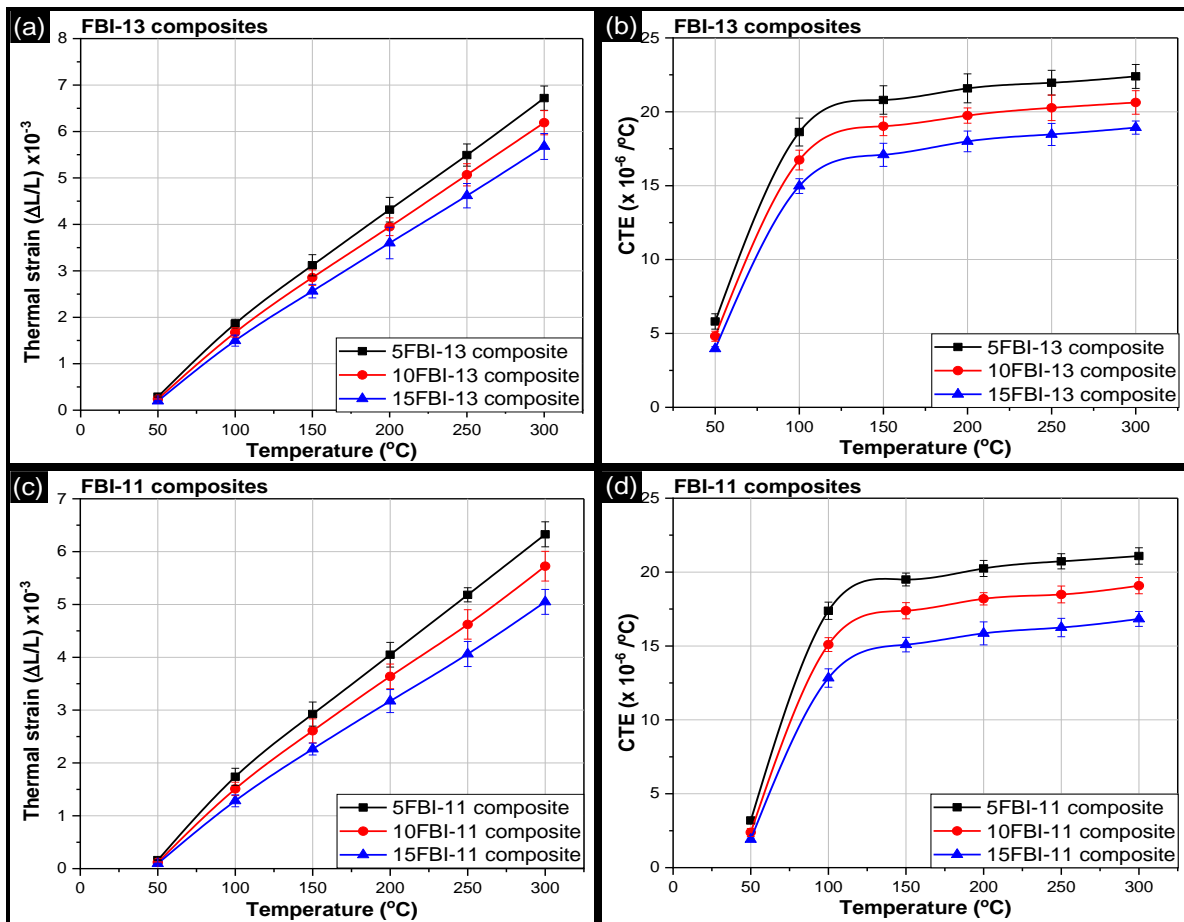 (a) FBI-13 composites
8
7
6
5
4
3
2
1
0
Thermal strain (ΔL/L) x10-3
5FBI-13 composite
10FBI-13 composite
15FBI-13 composite
0 50 100 150 200 250 300
Temperature (oC)
(b) FBI-13 composites
25
20
15
10
5
0
CTE (x 10-6 /oC)
5FBI-13 composite
10FBI-13 composite
15FBI-13 composite
50 100 150 200 250 300
Temperature (oC)
(c) FBI-11 composites
7
6
5
4
3
2
1
0
Thermal strain (ΔL/L) x10-3
5FBI-11 composite
10FBI-11 composite
15FBI-11 composite
0 50 100 150 200 250 300
Temperature (oC)
(d) FBI-11 composites
25
20
15
10
5
0
CTE (x 10-6 /oC)
5FBI-11 composite
10FBI-11 composite
15FBI-11 composite
0 50 100 150 200 250 300
Temperature (oC)